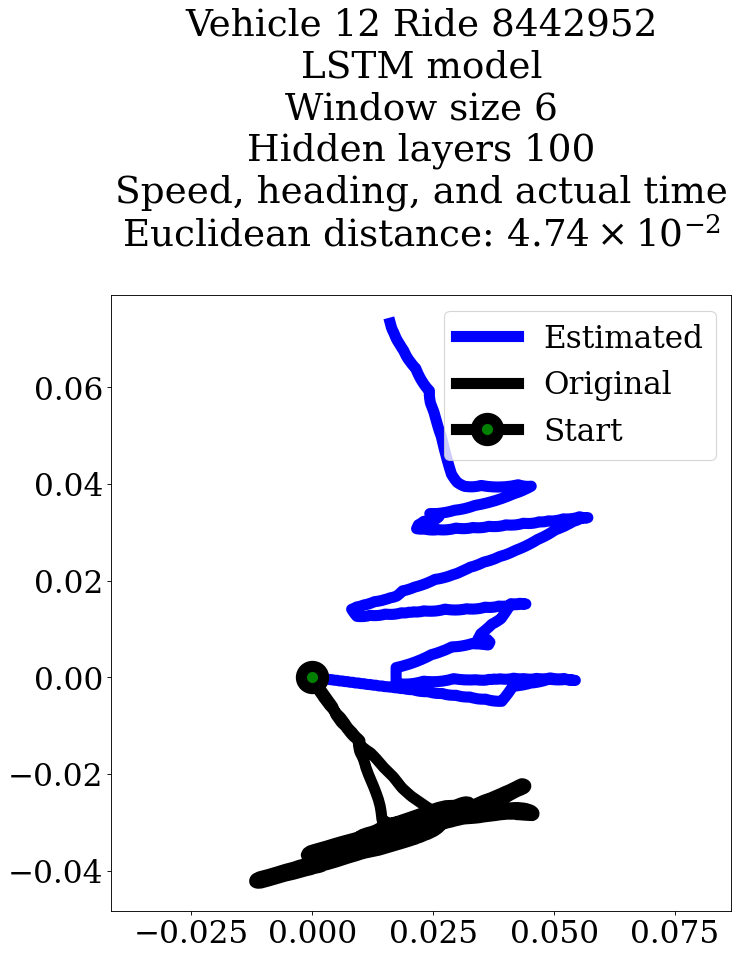 Vehicle 12 Ride 8442952
LSTM model
Window size 6
Hidden layers 100
Speed, heading, and actual time
Euclidean distance: 4.74 × 10⁻²
Estimated
Original
Start
0.06
0.04
0.02
0.00
−0.02
−0.04
−0.025 0.000 0.025 0.050 0.075